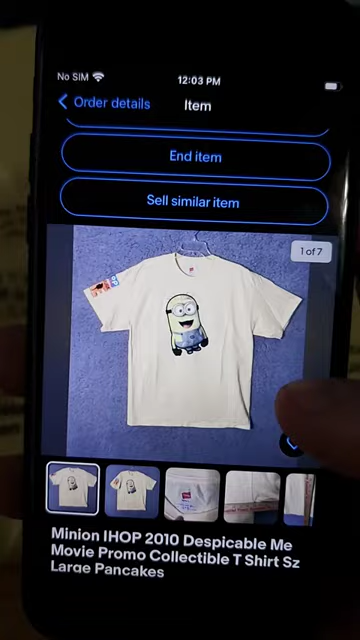 No SIM
12:03 PM
Order details
Item
End item
Sell similar item
1 of 7
Minion IHOP 2010 Despicable Me
Movie Promo Collectible T Shirt Sz
Large Pancakes